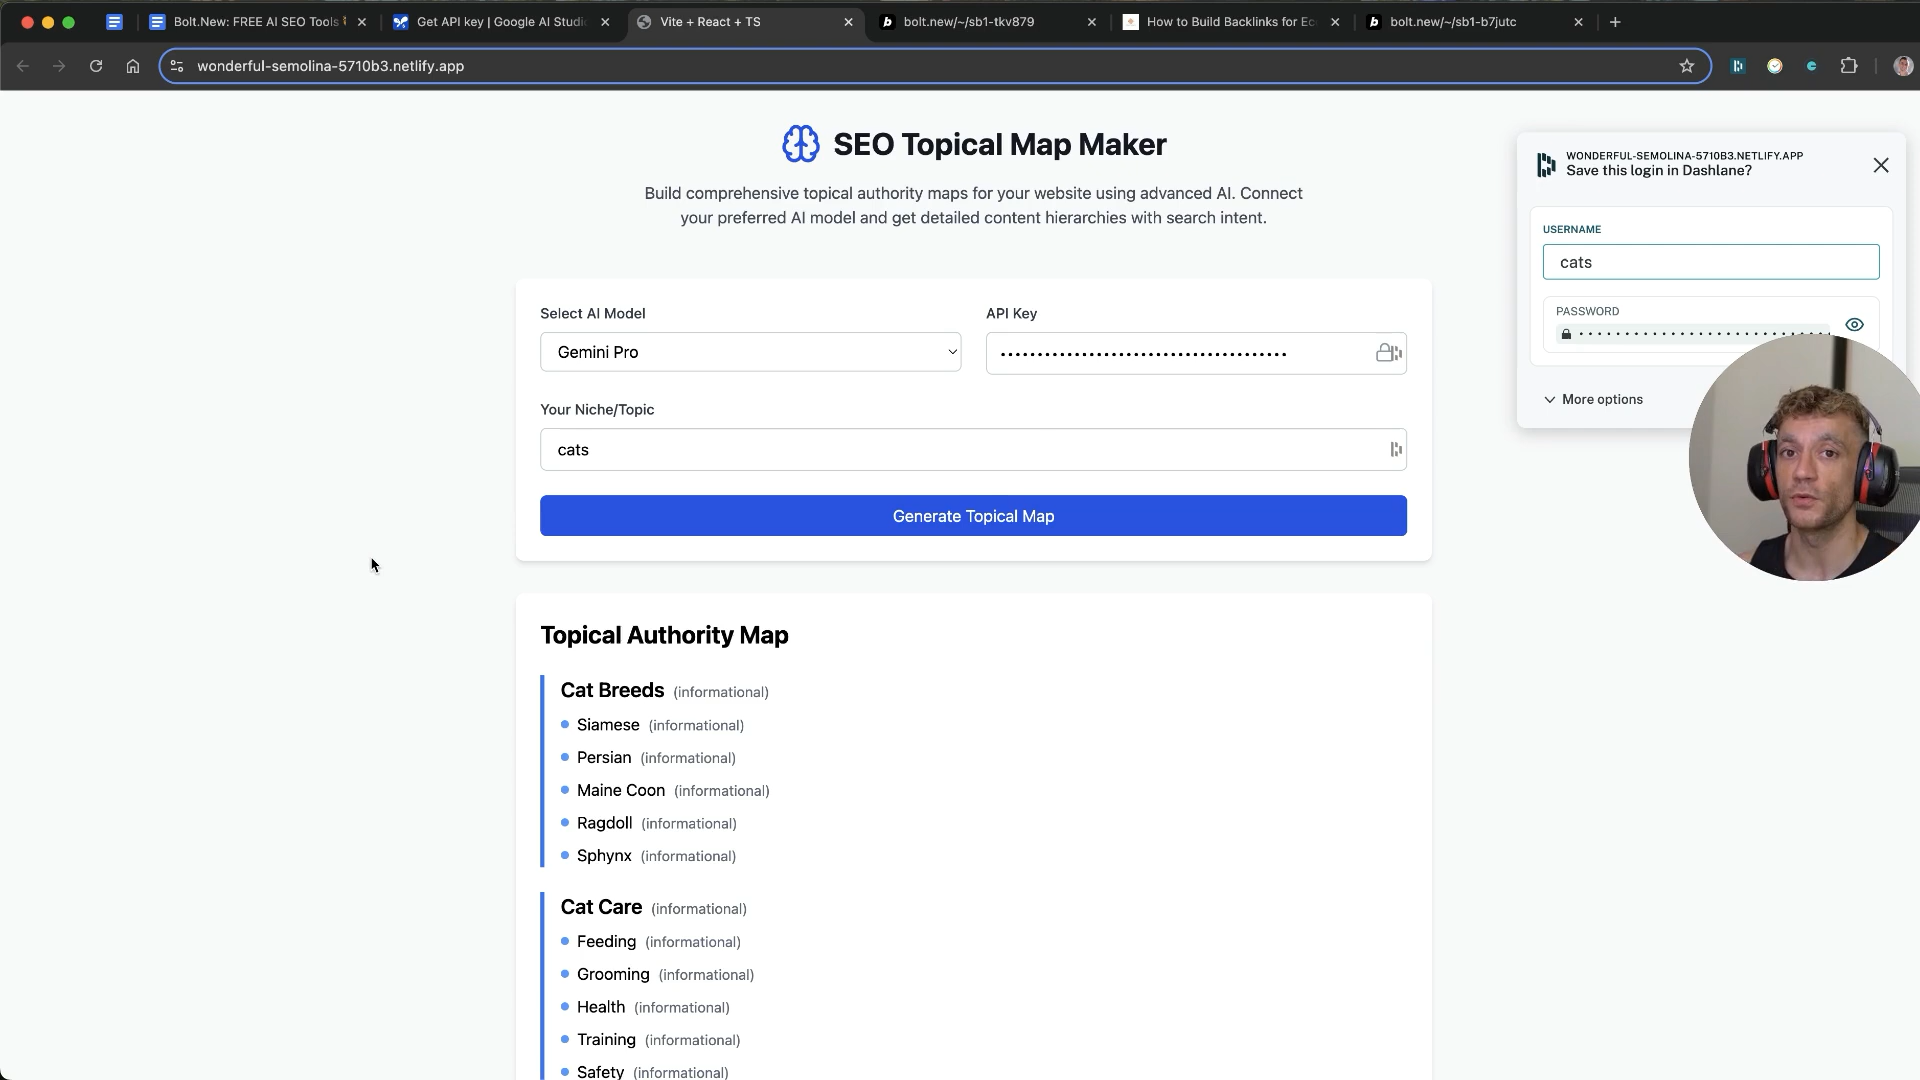 Bolt.New: FREE AI SEO Tools
Get API key | Google AI Studio
Vite + React + TS
bolt.new/~/sb1-tkv879
How to Build Backlinks for Ec
bolt.new/~/sb1-b7jutc
wonderful-semolina-5710b3.netlify.app
SEO Topical Map Maker
Build comprehensive topical authority maps for your website using advanced AI. Connect
your preferred AI model and get detailed content hierarchies with search intent.
Select AI Model
API Key
Gemini Pro
Your Niche/Topic
cats
Generate Topical Map
WONDERFUL-SEMOLINA-5710B3.NETLIFY.APP
Save this login in Dashlane?
USERNAME
cats
PASSWORD
More options
Topical Authority Map
Cat Breeds (informational)
Siamese (informational)
Persian (informational)
Maine Coon (informational)
Ragdoll (informational)
Sphynx (informational)
Cat Care (informational)
Feeding (informational)
Grooming (informational)
Health (informational)
Training (informational)
Safety (informational)